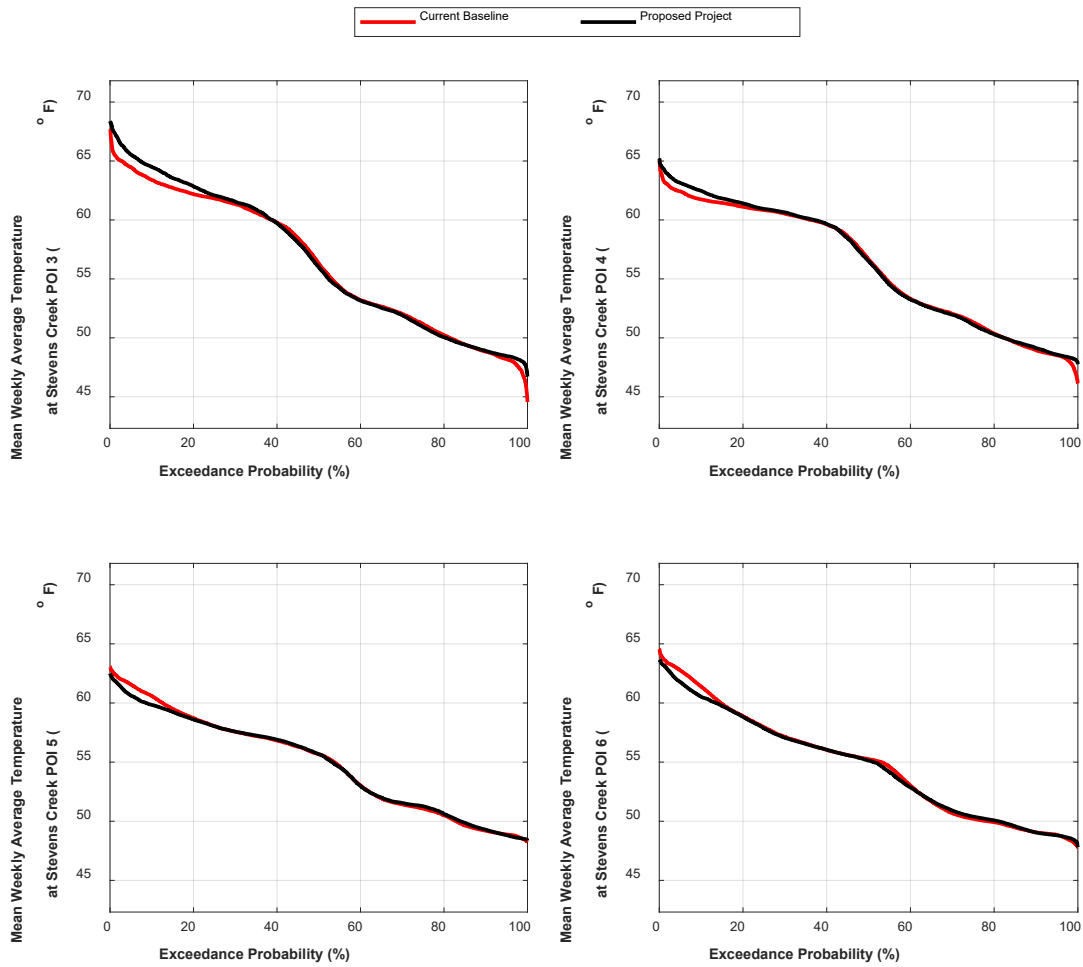 Current Baseline
Proposed Project
Mean Weekly Average Temperature
at Stevens Creek POI 3 (
o
F)
70
65
60
55
50
45
0 20 40 60 80 100
Exceedance Probability (%)
Mean Weekly Average Temperature
at Stevens Creek POI 4 (
o
F)
70
65
60
55
50
45
0 20 40 60 80 100
Exceedance Probability (%)
Mean Weekly Average Temperature
at Stevens Creek POI 5 (
o
F)
70
65
60
55
50
45
0 20 40 60 80 100
Exceedance Probability (%)
Mean Weekly Average Temperature
at Stevens Creek POI 6 (
o
F)
70
65
60
55
50
45
0 20 40 60 80 100
Exceedance Probability (%)